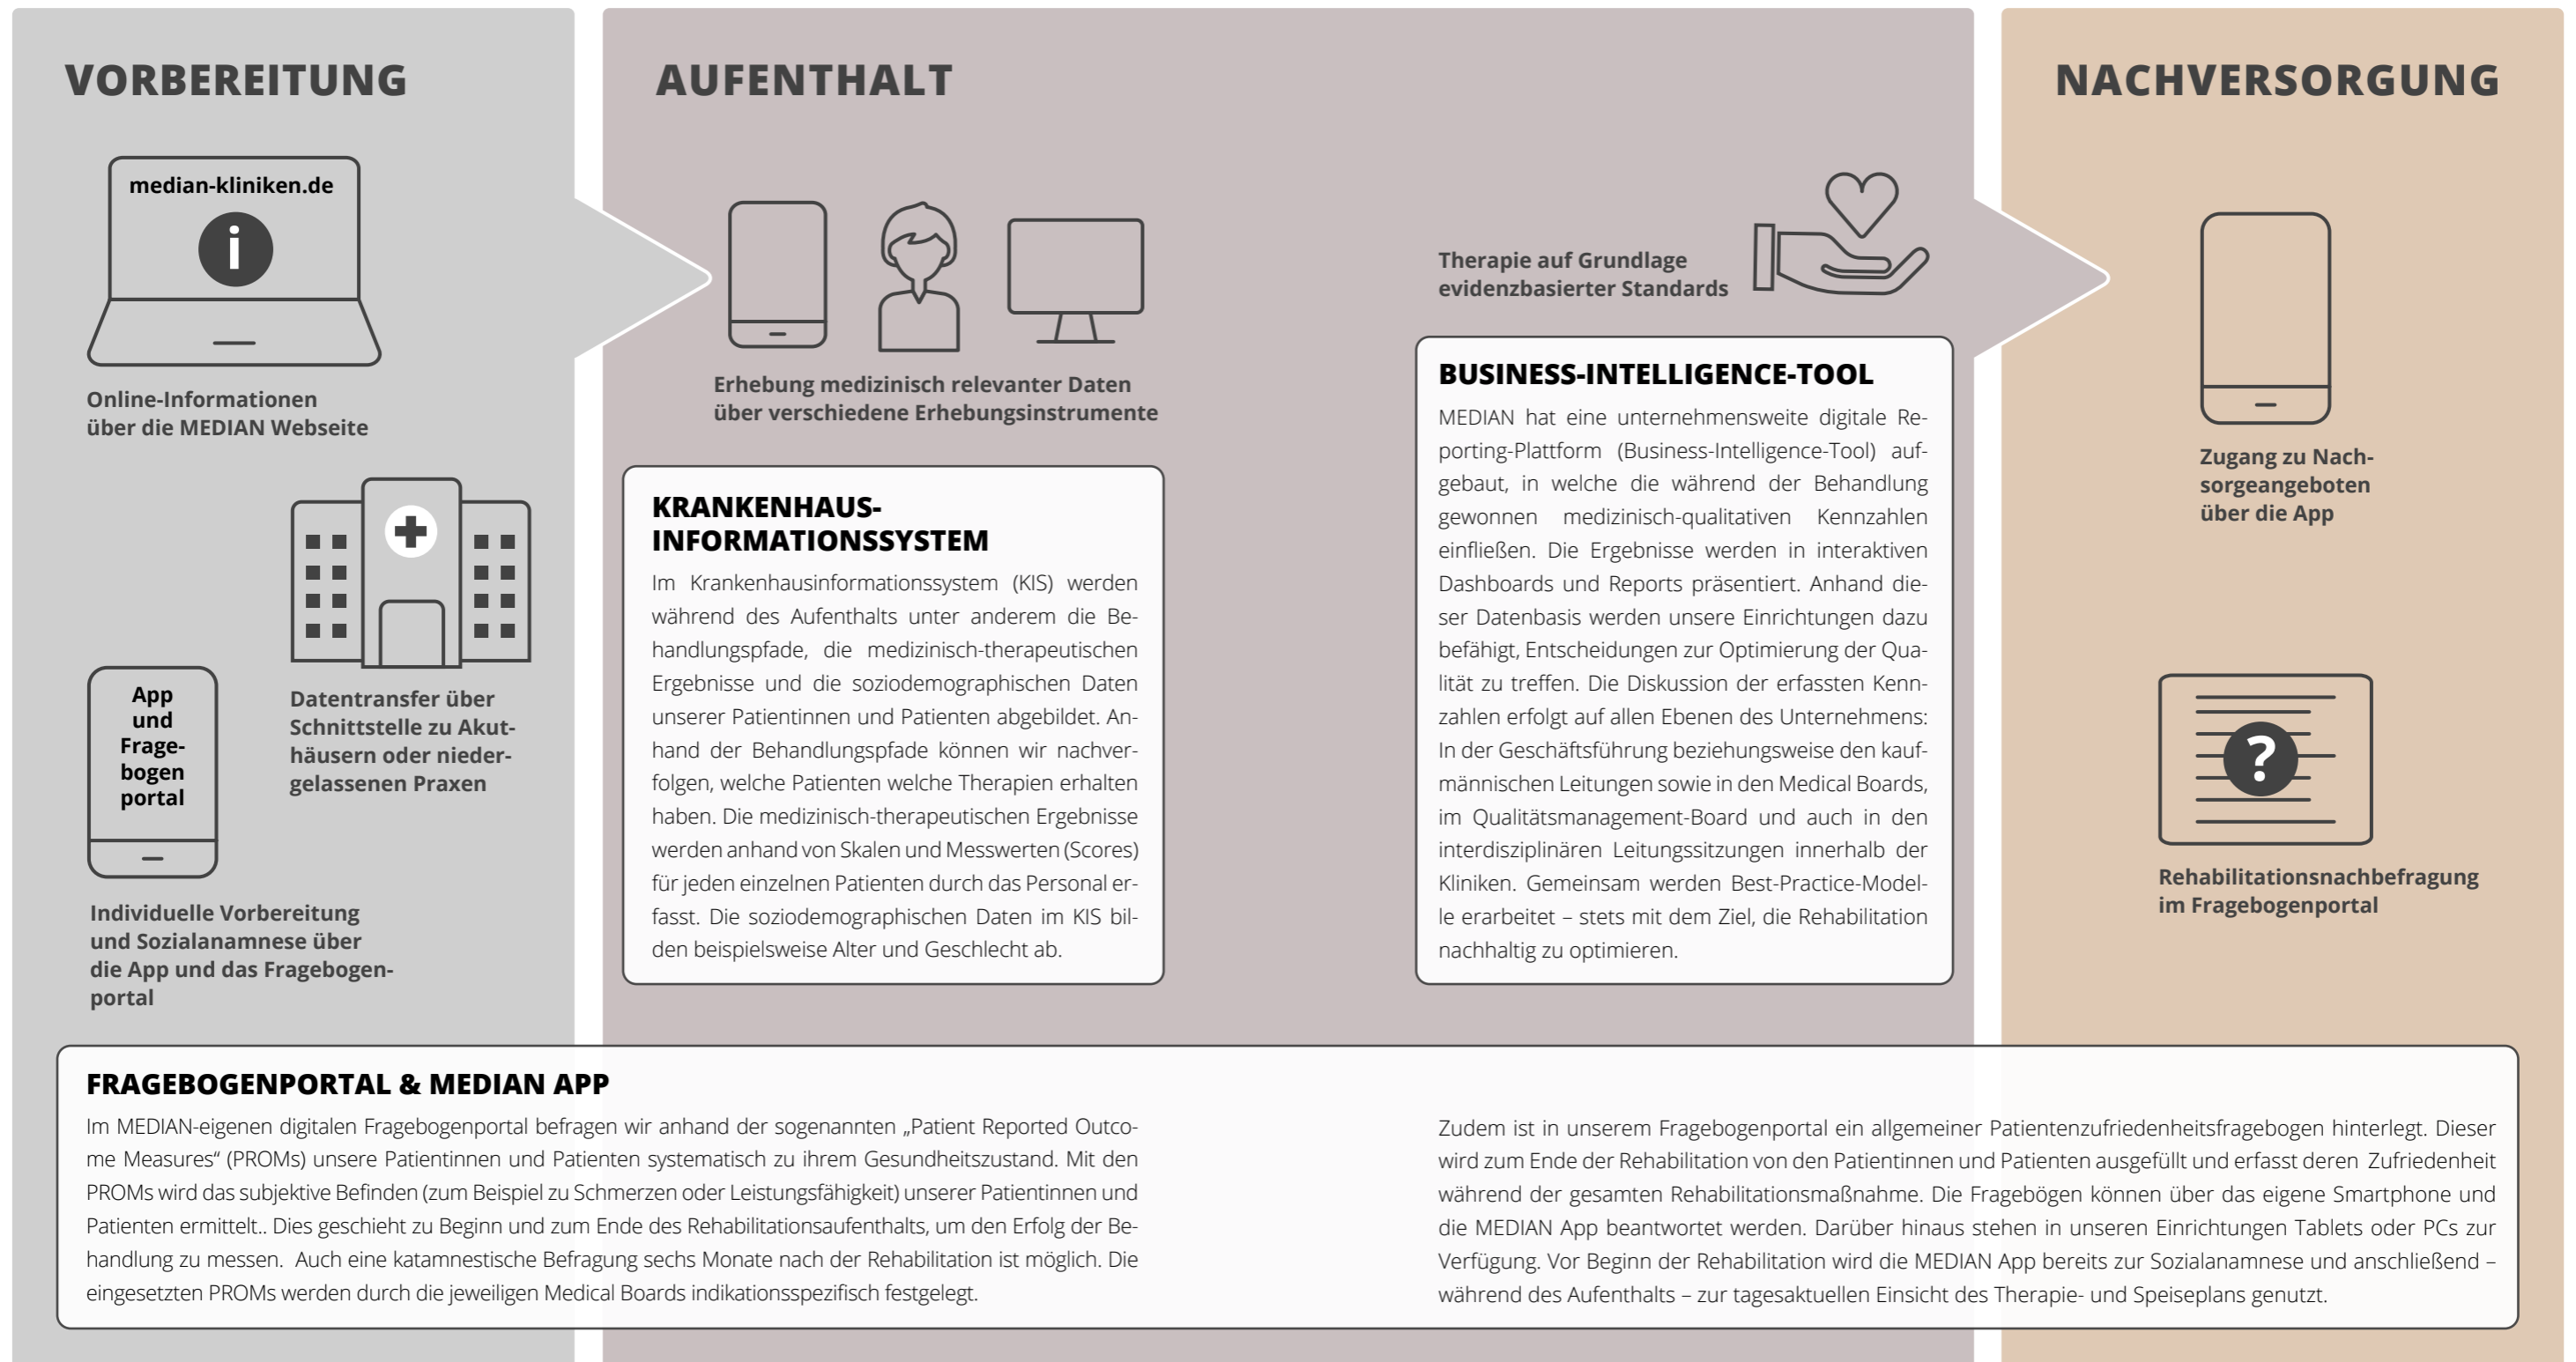 VORBEREITUNG
median-kliniken.de
i
Online-Informationen
über die MEDIAN Webseite
Datentransfer über
Schnittstelle zu Akut-
häusern oder nieder-
gelassenen Praxen
App
und
Frage-
bogen
portal
Individuelle Vorbereitung
und Sozialanamnese über
die App und das Fragebogen-
portal
AUFENTHALT
Erhebung medizinisch relevanter Daten
über verschiedene Erhebungsinstrumente
KRANKENHAUS-
INFORMATIONSSYSTEM
Im Krankenhausinformationssystem (KIS) werden
während des Aufenthalts unter anderem die Be-
handlungspfade, die medizinisch-therapeutischen
Ergebnisse und die soziodemographischen Daten
unserer Patientinnen und Patienten abgebildet. An-
hand der Behandlungspfade können wir nachver-
folgen, welche Patienten welche Therapien erhalten
haben. Die medizinisch-therapeutischen Ergebnisse
werden anhand von Skalen und Messwerten (Scores)
für jeden einzelnen Patienten durch das Personal er-
fasst. Die soziodemographischen Daten im KIS bil-
den beispielsweise Alter und Geschlecht ab.
Therapie auf Grundlage
evidenzbasierter Standards
BUSINESS-INTELLIGENCE-TOOL
MEDIAN hat eine unternehmensweite digitale Re-
porting-Plattform (Business-Intelligence-Tool) auf-
gebaut, in welche die während der Behandlung
gewonnen medizinisch-qualitativen Kennzahlen
einfließen. Die Ergebnisse werden in interaktiven
Dashboards und Reports präsentiert. Anhand die-
ser Datenbasis werden unsere Einrichtungen dazu
befähigt, Entscheidungen zur Optimierung der Qua-
lität zu treffen. Die Diskussion der erfassten Kenn-
zahlen erfolgt auf allen Ebenen des Unternehmens:
In der Geschäftsführung beziehungsweise den kauf-
männischen Leitungen sowie in den Medical Boards,
im Qualitätsmanagement-Board und auch in den
interdisziplinären Leitungssitzungen innerhalb der
Kliniken. Gemeinsam werden Best-Practice-Model-
le erarbeitet – stets mit dem Ziel, die Rehabilitation
nachhaltig zu optimieren.
NACHVERSORGUNG
Zugang zu Nach-
sorgeangeboten
über die App
?
Rehabilitationsnachbefragung
im Fragebogenportal
FRAGEBOGENPORTAL & MEDIAN APP
Im MEDIAN-eigenen digitalen Fragebogenportal befragen wir anhand der sogenannten „Patient Reported Outco-
me Measures“ (PROMs) unsere Patientinnen und Patienten systematisch zu ihrem Gesundheitszustand. Mit den
PROMs wird das subjektive Befinden (zum Beispiel zu Schmerzen oder Leistungsfähigkeit) unserer Patientinnen und
Patienten ermittelt.. Dies geschieht zu Beginn und zum Ende des Rehabilitationsaufenthalts, um den Erfolg der Be-
handlung zu messen. Auch eine katamnestische Befragung sechs Monate nach der Rehabilitation ist möglich. Die
eingesetzten PROMs werden durch die jeweiligen Medical Boards indikationsspezifisch festgelegt.
Zudem ist in unserem Fragebogenportal ein allgemeiner Patientenzufriedenheitsfragebogen hinterlegt. Dieser
wird zum Ende der Rehabilitation von den Patientinnen und Patienten ausgefüllt und erfasst deren Zufriedenheit
während der gesamten Rehabilitationsmaßnahme. Die Fragebögen können über das eigene Smartphone und
die MEDIAN App beantwortet werden. Darüber hinaus stehen in unseren Einrichtungen Tablets oder PCs zur
Verfügung. Vor Beginn der Rehabilitation wird die MEDIAN App bereits zur Sozialanamnese und anschließend –
während des Aufenthalts – zur tagesaktuellen Einsicht des Therapie- und Speiseplans genutzt.